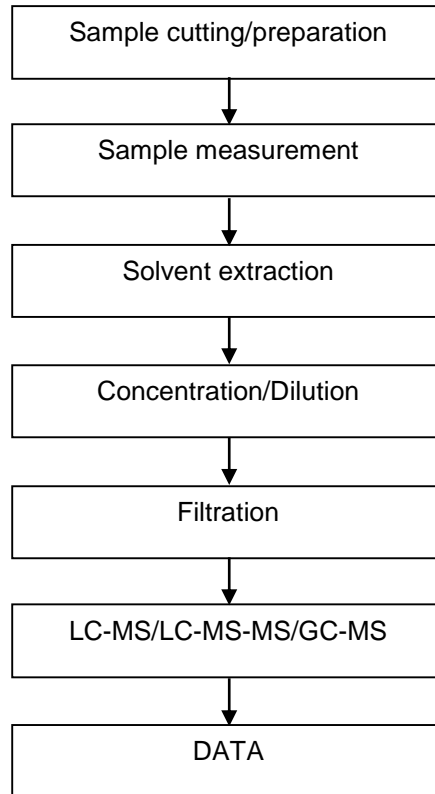 Sample cutting/preparation
Sample measurement
Solvent extraction
Concentration/Dilution
Filtration
LC-MS/LC-MS-MS/GC-MS
DATA